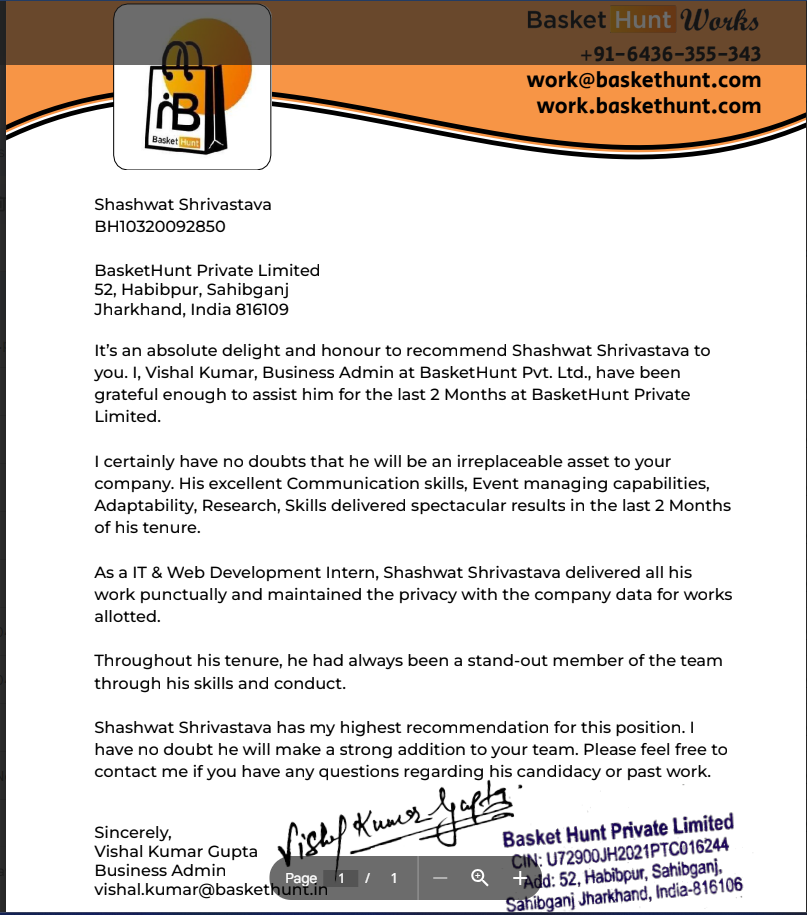 Basket Hunt Works
+91-6436-355-343
work@baskethunt.com
work.baskethunt.com
B
Basket Hunt
Shashwat Shrivastava
BH10320092850
BasketHunt Private Limited
52, Habibpur, Sahibganj
Jharkhand, India 816109
It's an absolute delight and honour to recommend Shashwat Shrivastava to
you. I, Vishal Kumar, Business Admin at BasketHunt Pvt. Ltd., have been
grateful enough to assist him for the last 2 Months at BasketHunt Private
Limited.
I certainly have no doubts that he will be an irreplaceable asset to your
company. His excellent Communication skills, Event managing capabilities,
Adaptability, Research, Skills delivered spectacular results in the last 2 Months
of his tenure.
As a IT & Web Development Intern, Shashwat Shrivastava delivered all his
work punctually and maintained the privacy with the company data for works
allotted.
Throughout his tenure, he had always been a stand-out member of the team
through his skills and conduct.
Shashwat Shrivastava has my highest recommendation for this position. I
have no doubt he will make a strong addition to your team. Please feel free to
contact me if you have any questions regarding his candidacy or past work.
Vishal Kumar Gupta
Sincerely,
Vishal Kumar Gupta
Business Admin
vishal.kumar@baskethunt.in
Basket Hunt Private Limited
CIN: U72900JH2021PTC016244
Add: 52, Habibpur, Sahibganj,
Sahibganj Jharkhand, India-816106
Page 1 / 1